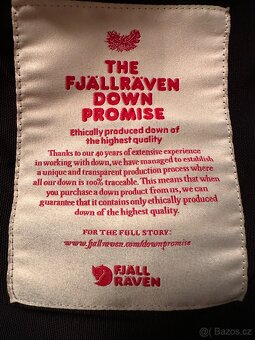 THE
FJÄLLRÄVEN
DOWN
PROMISE
Ethically produced down of
the highest quality
Thanks to our 40 years of extensive experience
in working with down, we have managed to establish
a unique and transparent production process where
all our down is 100% traceable. This means that when
you purchase a down product from us, we can
guarantee that it contains only ethically produced
down of the highest quality.
FOR THE FULL STORY:
www.fjallraven.com/downpromise
FJÄLL
RÄVEN
bazos.cz